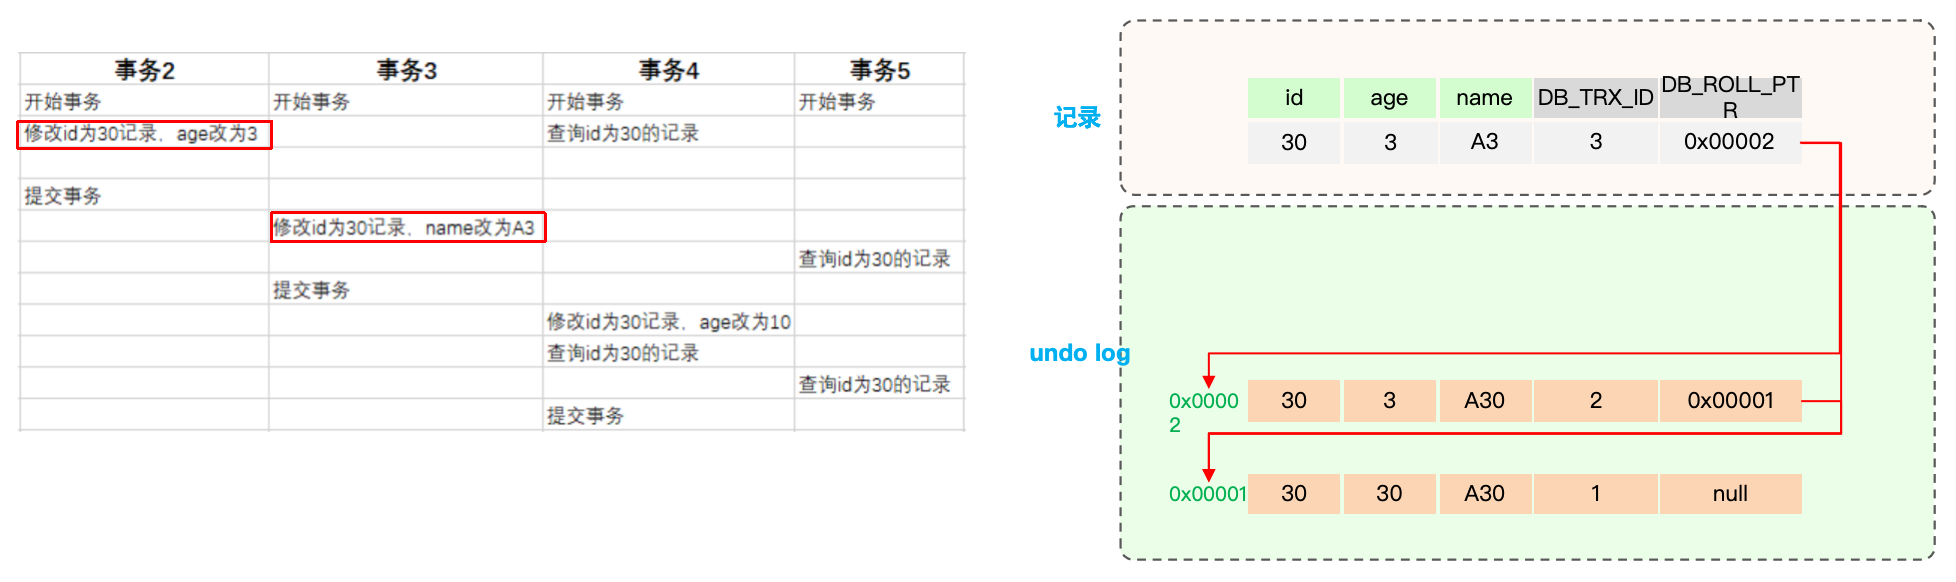 事务2 事务3 事务4 事务5
开始事务 开始事务 开始事务 开始事务
修改id为30记录，age改为3 查询id为30的记录
提交事务
修改id为30记录，name改为A3
查询id为30的记录
提交事务
修改id为30记录，age改为10
查询id为30的记录
查询id为30的记录
提交事务
记录
id age name DB_TRX_ID DB_ROLL_PT
R
30 3 A3 3 0x00002
undo log
0x0000
2
30 3 A30 2 0x00001
0x00001 30 30 A30 1 null